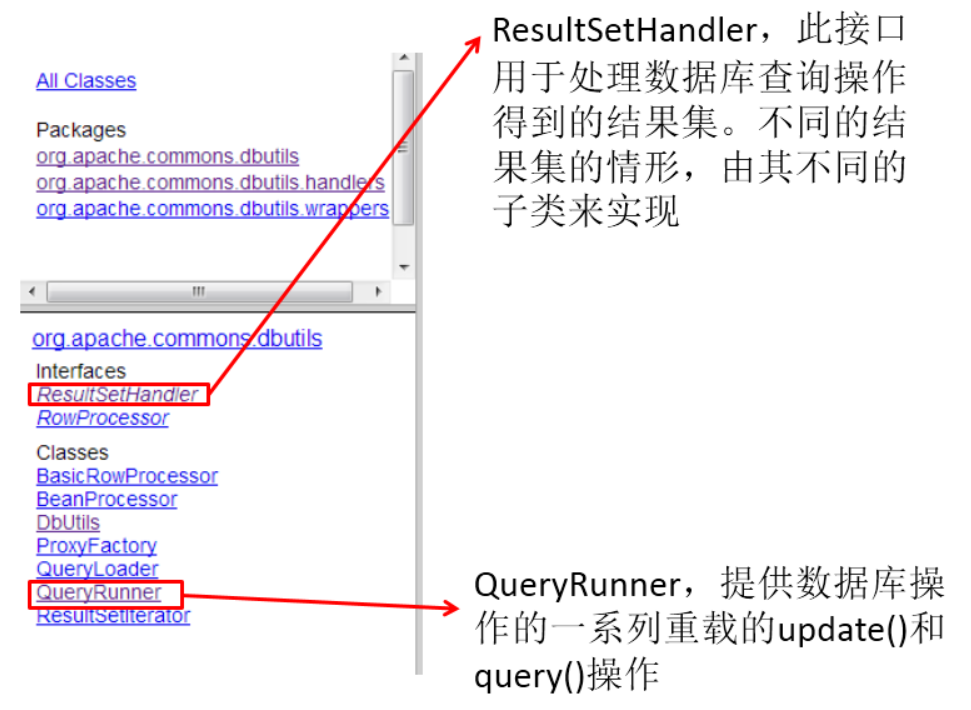 All Classes
Packages
org.apache.commons.dbutils
org.apache.commons.dbutils.handlers
org.apache.commons.dbutils.wrappers
org.apache.commons.dbutils
Interfaces
ResultSetHandler
RowProcessor
Classes
BasicRowProcessor
BeanProcessor
DbUtils
ProxyFactory
QueryLoader
QueryRunner
ResultSetIterator
ResultSetHandler，此接口
用于处理数据库查询操作
得到的结果集。不同的结
果集的情形，由其不同的
子类来实现
QueryRunner，提供数据库操
作的一系列重载的update()和
query()操作